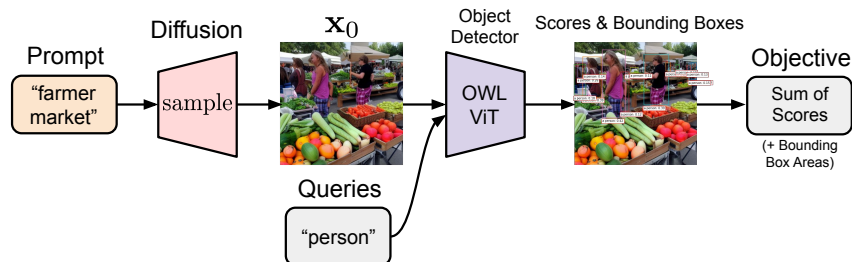 Prompt
"farmer
market"
Diffusion
sample
x₀
Queries
"person"
Object
Detector
OWL
ViT
Scores & Bounding Boxes
Objective
Sum of
Scores
(+ Bounding
Box Areas)